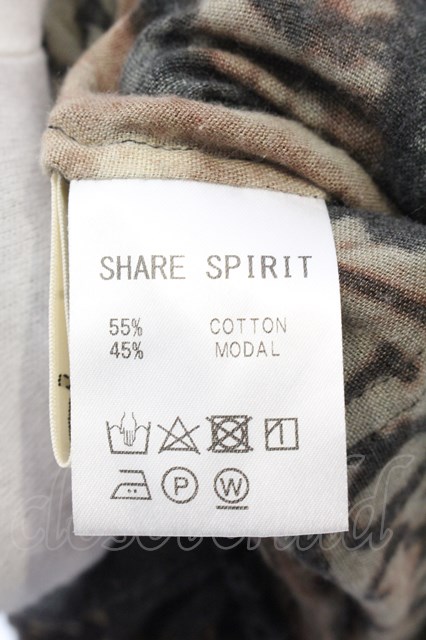 SHARE SPIRIT
55% COTTON
45% MODAL
P W